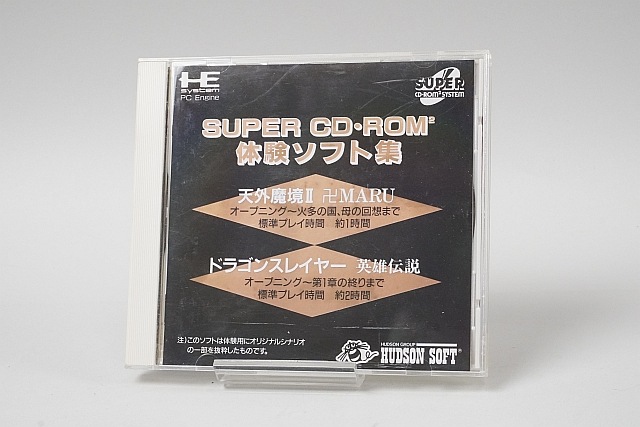 HE
system
PC Engine
SUPER
CD-ROM² SYSTEM
SUPER CD・ROM²
体験ソフト集
天外魔境II 卍MARU
オープニング～火多の国、母の回想まで
標準プレイ時間 約1時間
ドラゴンスレイヤー 英雄伝説
オープニング～第1章の終りまで
標準プレイ時間 約2時間
注)このソフトは体験用にオリジナルシナリオ
の一部を抜粋したものです。
HUDSON GROUP
HUDSON SOFT®